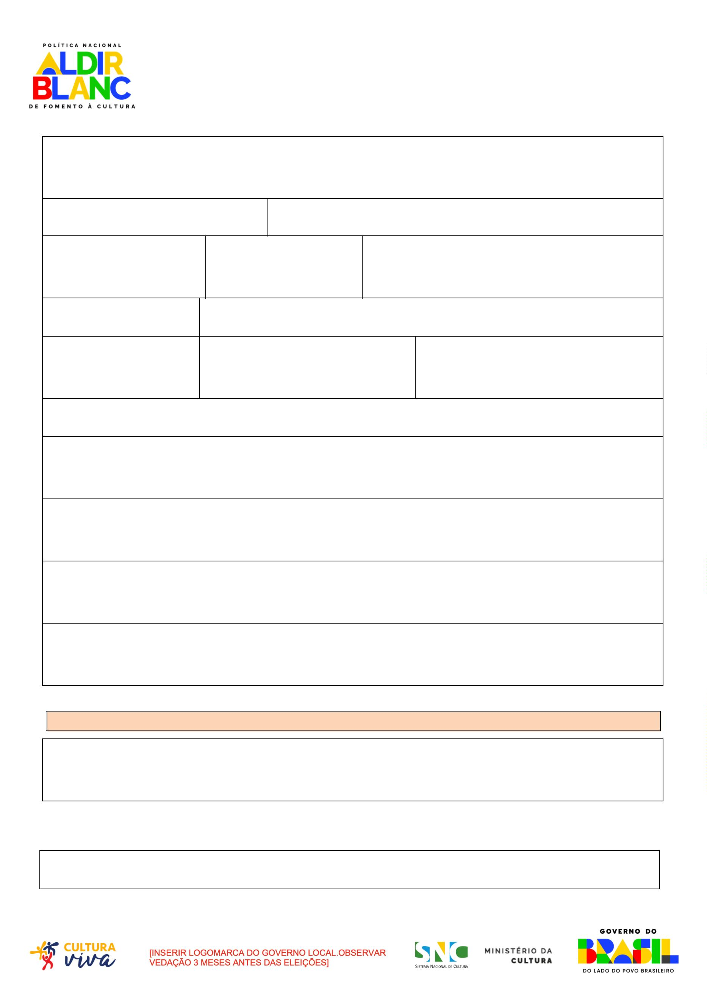 POLÍTICA NACIONAL
ALDIR
BLANC
DE FOMENTO À CULTURA
CULTURA
viva
[INSERIR LOGOMARCA DO GOVERNO LOCAL.OBSERVAR
VEDAÇÃO 3 MESES ANTES DAS ELEIÇÕES]
SNC
SISTEMA NACIONAL DE CULTURA
MINISTÉRIO DA
CULTURA
GOVERNO DO
BRASIL
DO LADO DO POVO BRASILEIRO